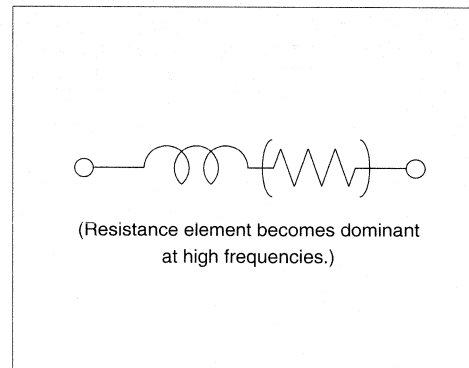 (Resistance element becomes dominant
at high frequencies.)